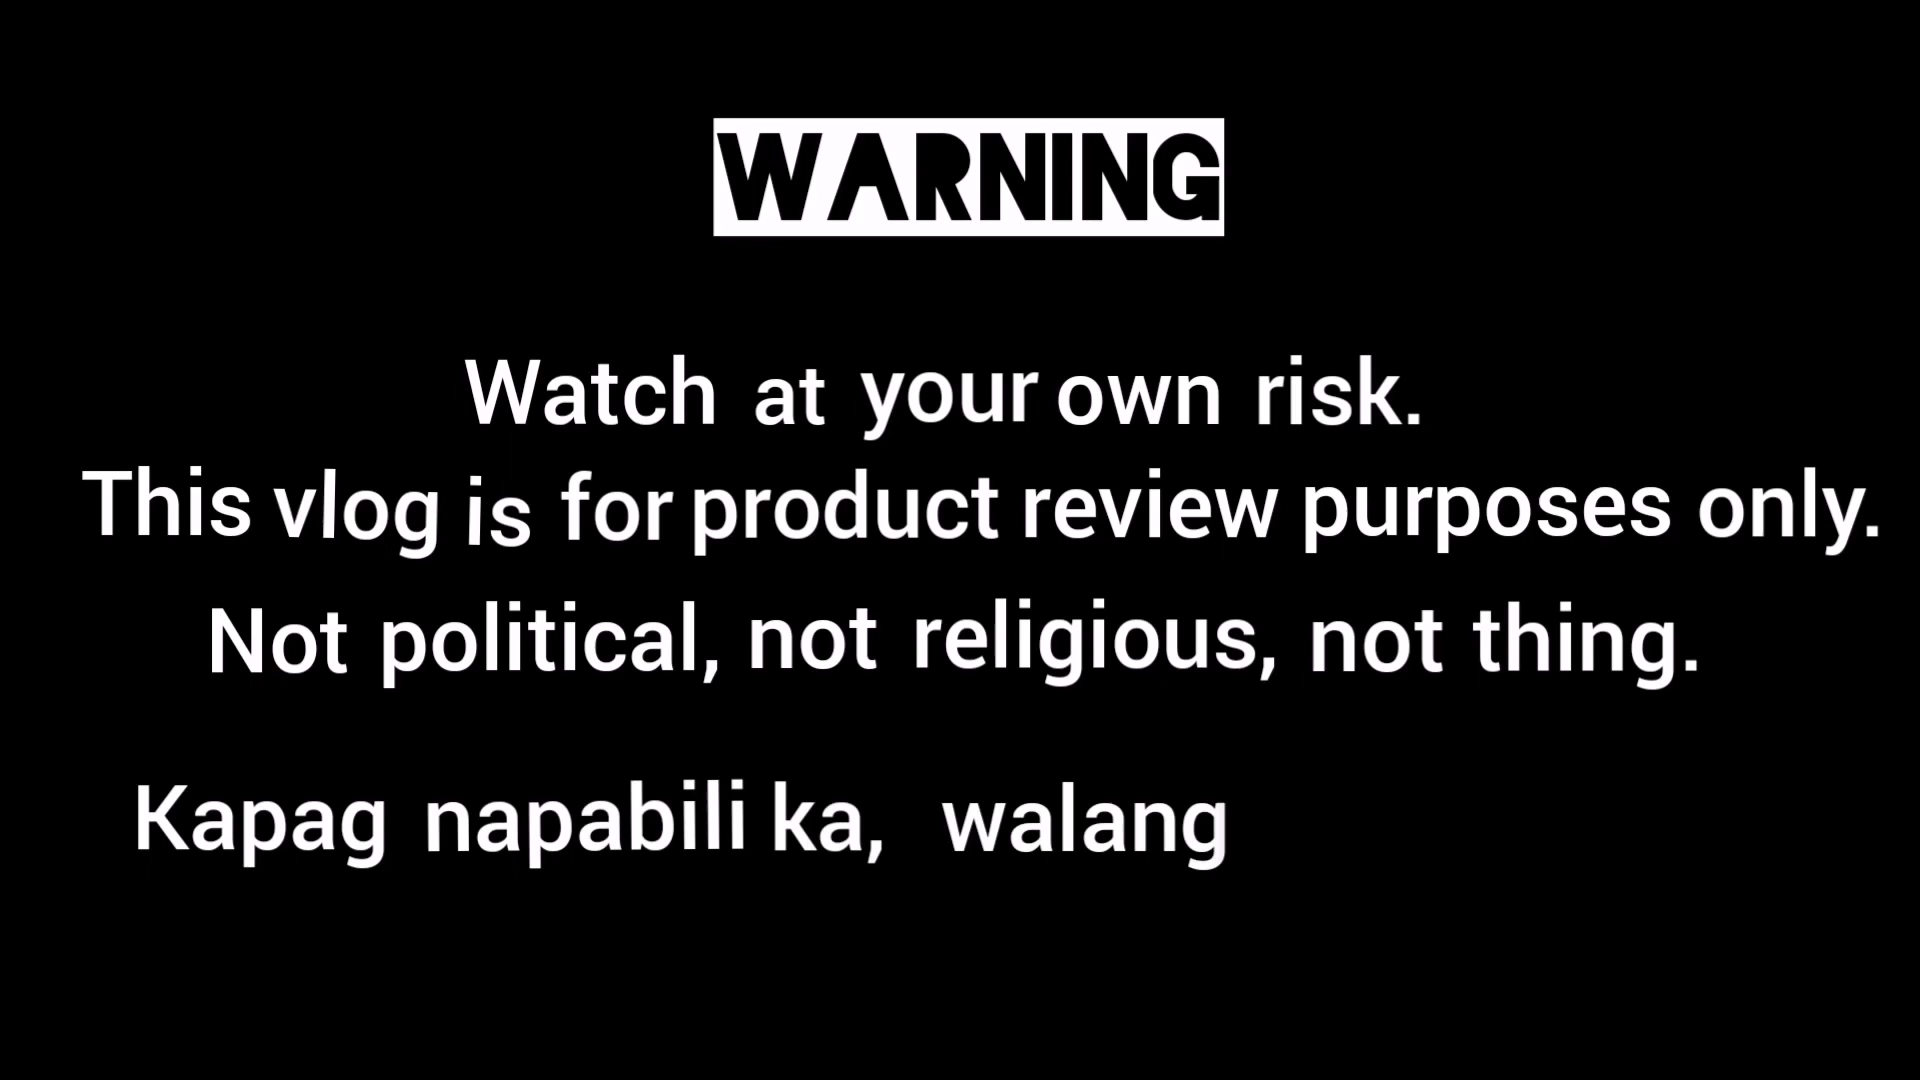 WARNING
Watch at your own risk.
This vlog is for product review purposes only.
Not political, not religious, not thing.
Kapag napabili ka, walang